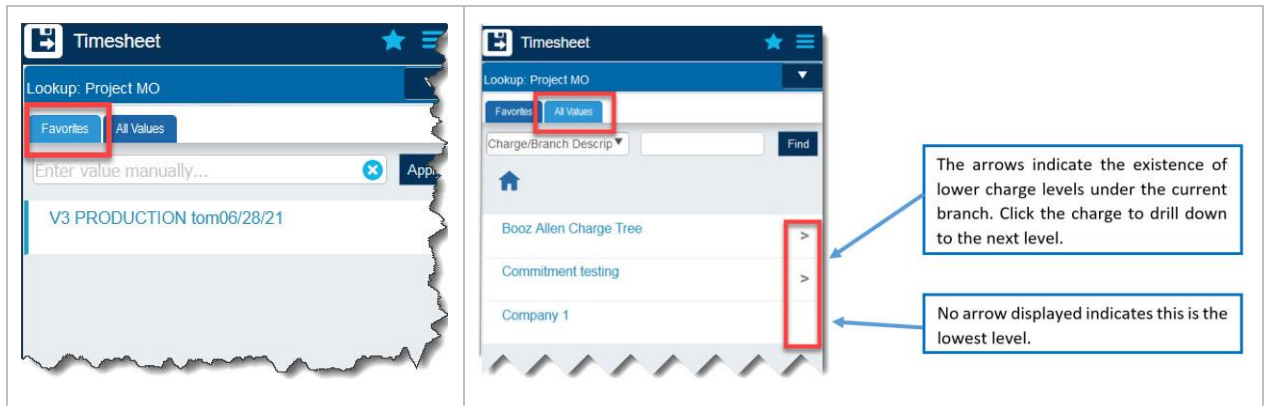 Timesheet
Lookup: Project MO
Favorites
All Values
Enter value manually...
V3 PRODUCTION tom06/28/21
Timesheet
Lookup: Project MO
Favorites
All Values
Charge/Branch Descrip
Find
Booz Allen Charge Tree
>
Commitment testing
>
Company 1
The arrows indicate the existence of
lower charge levels under the current
branch. Click the charge to drill down
to the next level.
No arrow displayed indicates this is the
lowest level.